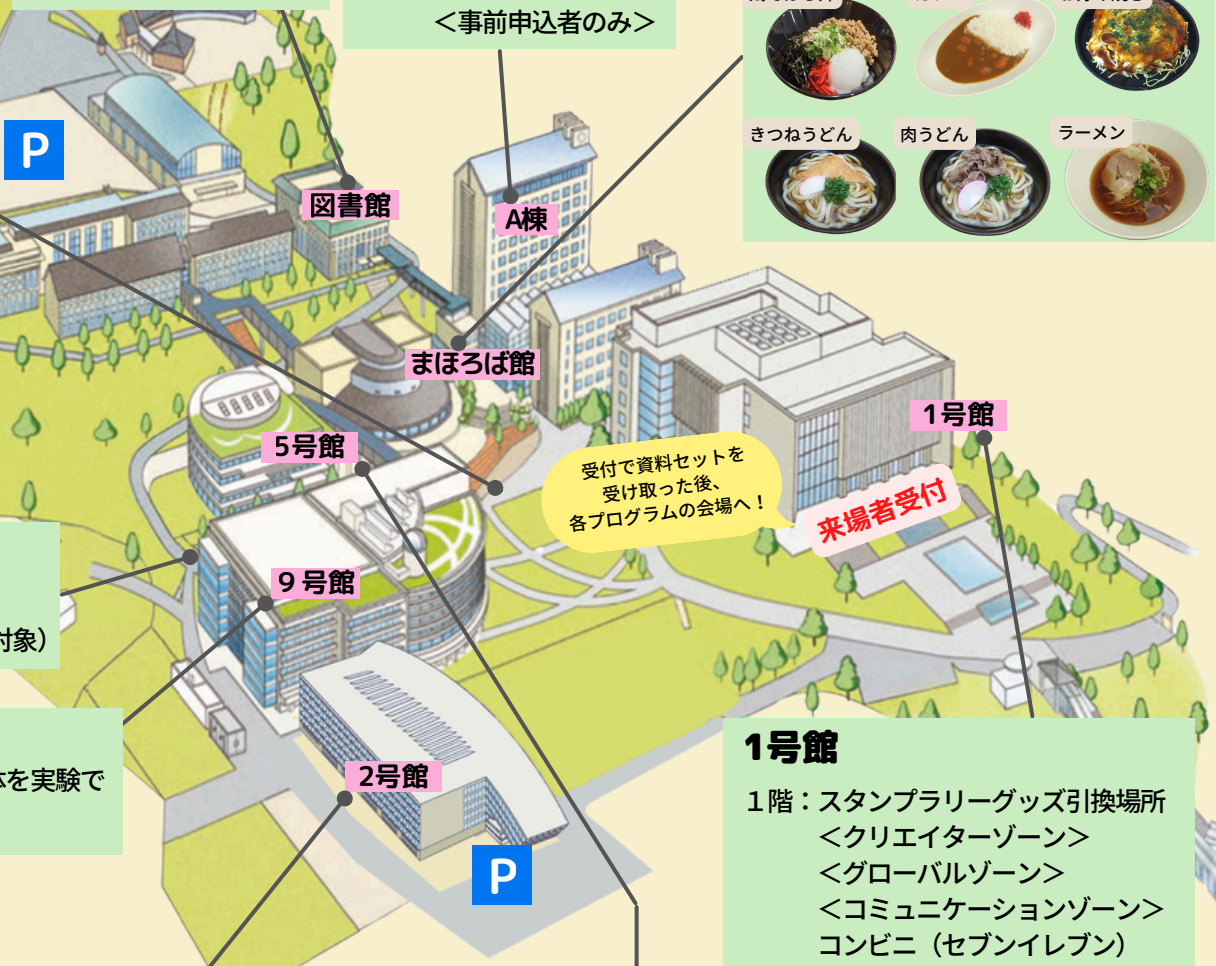 ＜事前申込者のみ＞
きつねうどん
肉うどん
ラーメン
P
図書館
A棟
まほろば館
1号館
5号館
受付で資料セットを
受け取った後、
各プログラムの会場へ！
来場者受付
９号館
対象）
体を実験で
2号館
P
1号館
１階：スタンプラリーグッズ引換場所
＜クリエイターゾーン＞
＜グローバルゾーン＞
＜コミュニケーションゾーン＞
コンビニ（セブンイレブン）